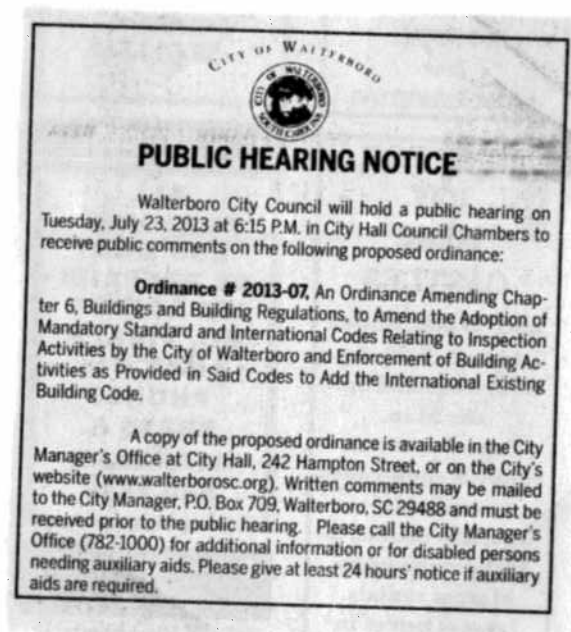 CITY OF WALTERBORO
CITY OF WALTERBORO
SOUTH CAROLINA
PUBLIC HEARING NOTICE
Walterboro City Council will hold a public hearing on
Tuesday, July 23, 2013 at 6:15 P.M. in City Hall Council Chambers to
receive public comments on the following proposed ordinance:
Ordinance # 2013-07, An Ordinance Amending Chap-
ter 6, Buildings and Building Regulations, to Amend the Adoption of
Mandatory Standard and International Codes Relating to Inspection
Activities by the City of Walterboro and Enforcement of Building Ac-
tivities as Provided in Said Codes to Add the International Existing
Building Code.
A copy of the proposed ordinance is available in the City
Manager's Office at City Hall, 242 Hampton Street, or on the City's
website (www.walterborosc.org). Written comments may be mailed
to the City Manager, P.O. Box 709, Walterboro, SC 29488 and must be
received prior to the public hearing. Please call the City Manager's
Office (782-1000) for additional information or for disabled persons
needing auxiliary aids. Please give at least 24 hours' notice if auxiliary
aids are required.